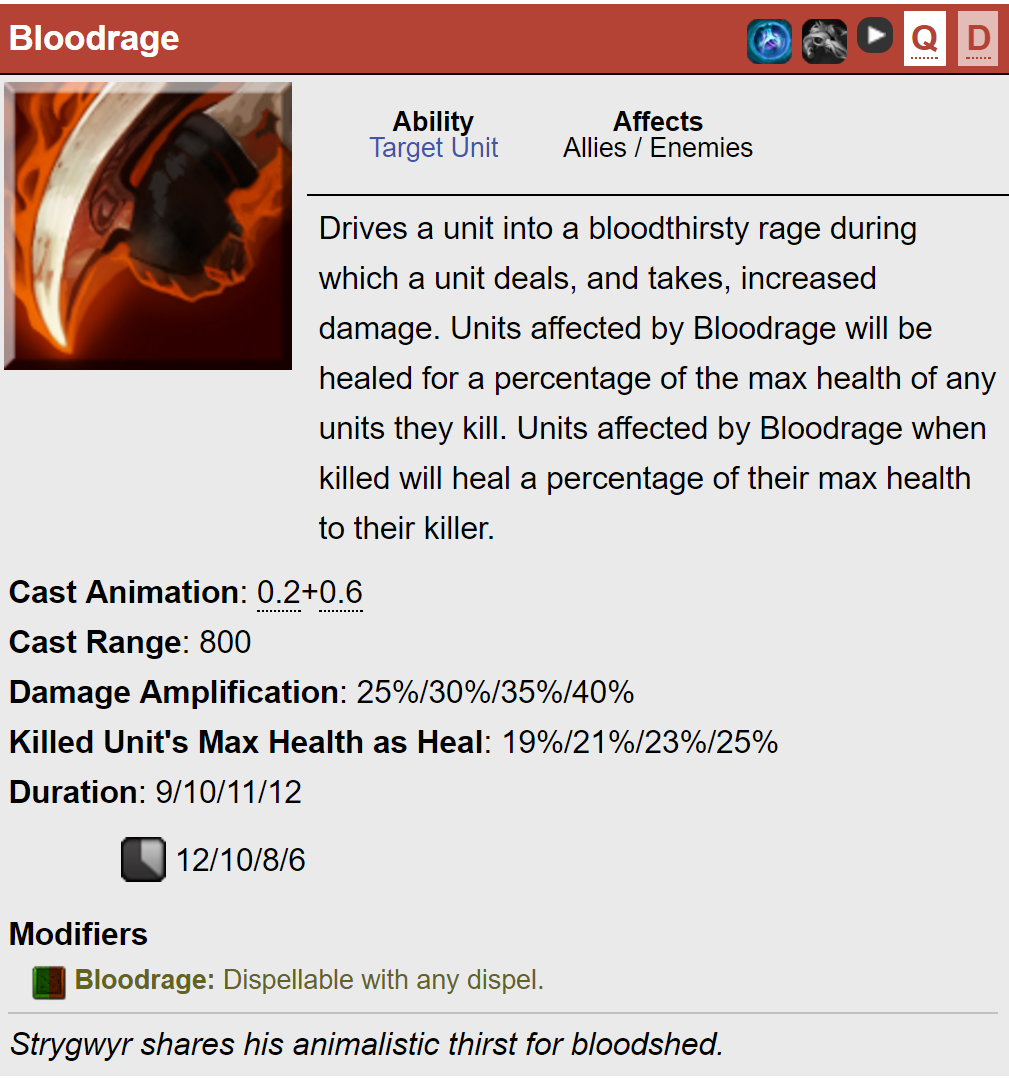 Bloodrage
Q D
Ability Affects
Target Unit Allies / Enemies
Drives a unit into a bloodthirsty rage during
which a unit deals, and takes, increased
damage. Units affected by Bloodrage will be
healed for a percentage of the max health of any
units they kill. Units affected by Bloodrage when
killed will heal a percentage of their max health
to their killer.
Cast Animation: 0.2+0.6
Cast Range: 800
Damage Amplification: 25%/30%/35%/40%
Killed Unit's Max Health as Heal: 19%/21%/23%/25%
Duration: 9/10/11/12
12/10/8/6
Modifiers
Bloodrage: Dispellable with any dispel.
Strygwyr shares his animalistic thirst for bloodshed.